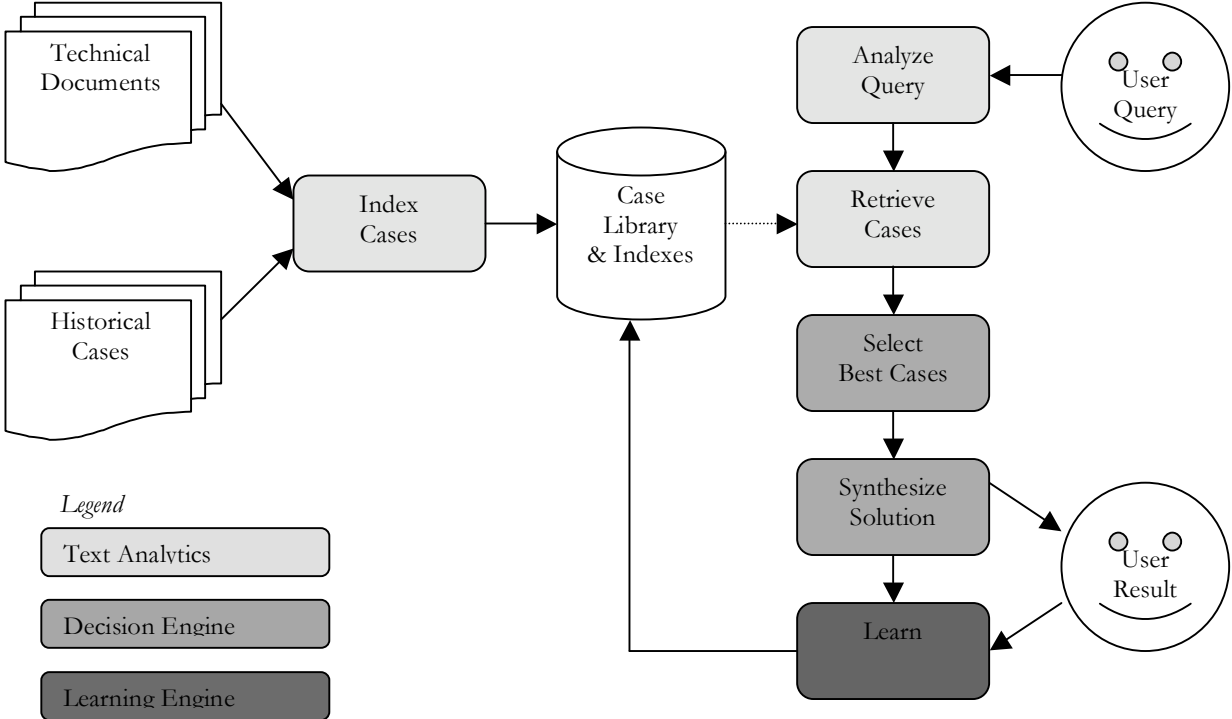 Technical
Documents
Historical
Cases
Index
Cases
Case
Library
& Indexes
Analyze
Query
User
Query
Retrieve
Cases
Select
Best Cases
Synthesize
Solution
User
Result
Learn
Legend
Text Analytics
Decision Engine
Learning Engine